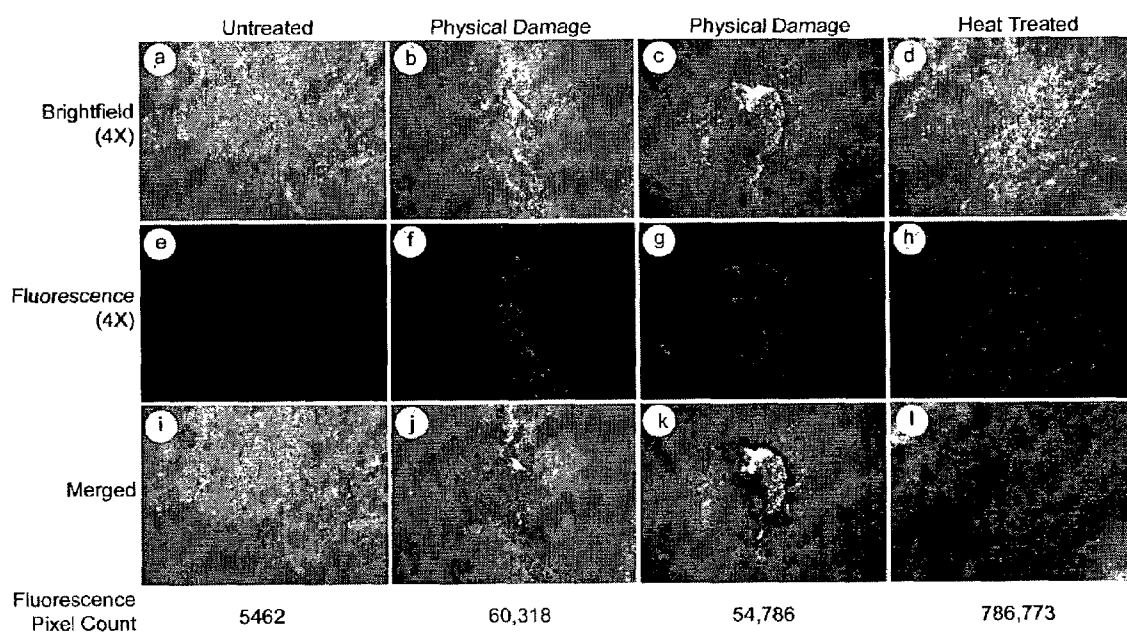 Untreated Physical Damage Physical Damage Heat Treated
a b c d
Brightfield
(4X)
e f g h
Fluorescence
(4X)
i j k l
Merged
Fluorescence
Pixel Count
5462 60,318 54,786 786,773